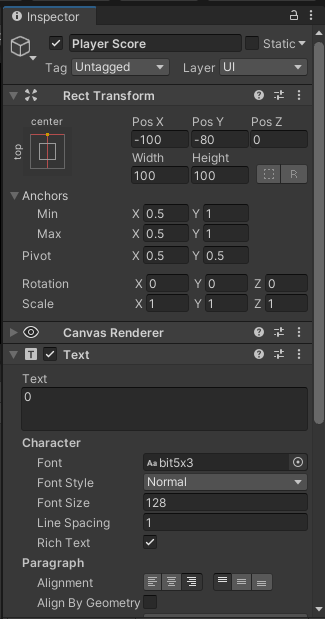 Inspector
Player Score Static
Tag Untagged Layer UI
Rect Transform
center
top
Pos X Pos Y Pos Z
-100 -80 0
Width Height
100 100 R
Anchors
Min X 0.5 Y 1
Max X 0.5 Y 1
Pivot X 0.5 Y 0.5
Rotation X 0 Y 0 Z 0
Scale X 1 Y 1 Z 1
Canvas Renderer
T Text
Text
0
Character
Font Aa bit5x3
Font Style Normal
Font Size 128
Line Spacing 1
Rich Text
Paragraph
Alignment
Align By Geometry